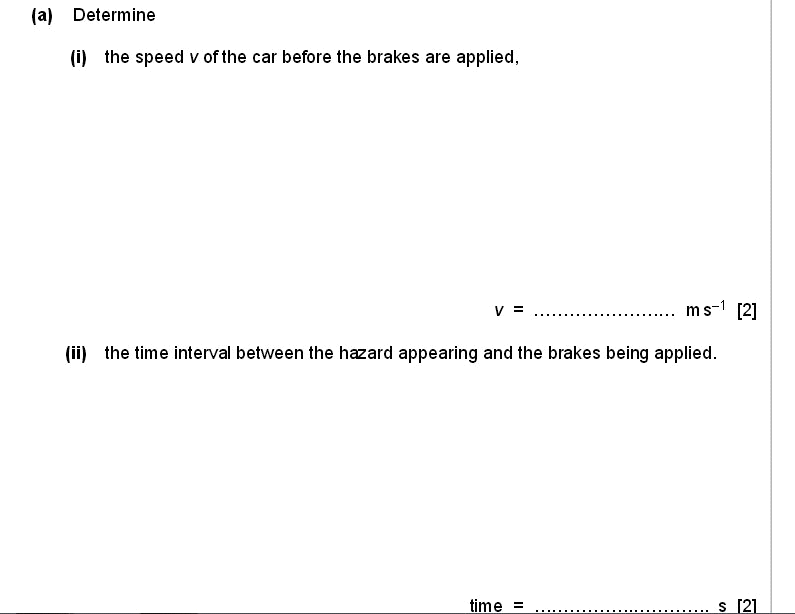 (a) Determine
(i) the speed v of the car before the brakes are applied,
v = ........................ m s–1 [2]
(ii) the time interval between the hazard appearing and the brakes being applied.
time = .............................. s [2]